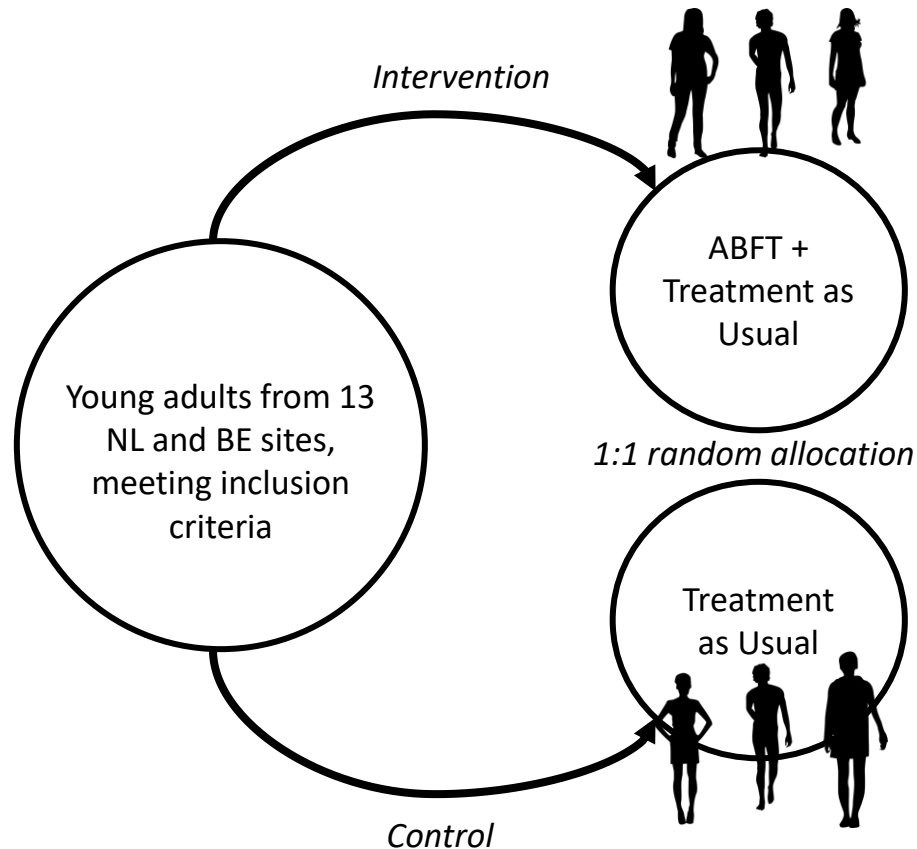 Intervention
ABFT +
Treatment as
Usual
Young adults from 13
NL and BE sites,
meeting inclusion
criteria
1:1 random allocation
Treatment
as Usual
Control